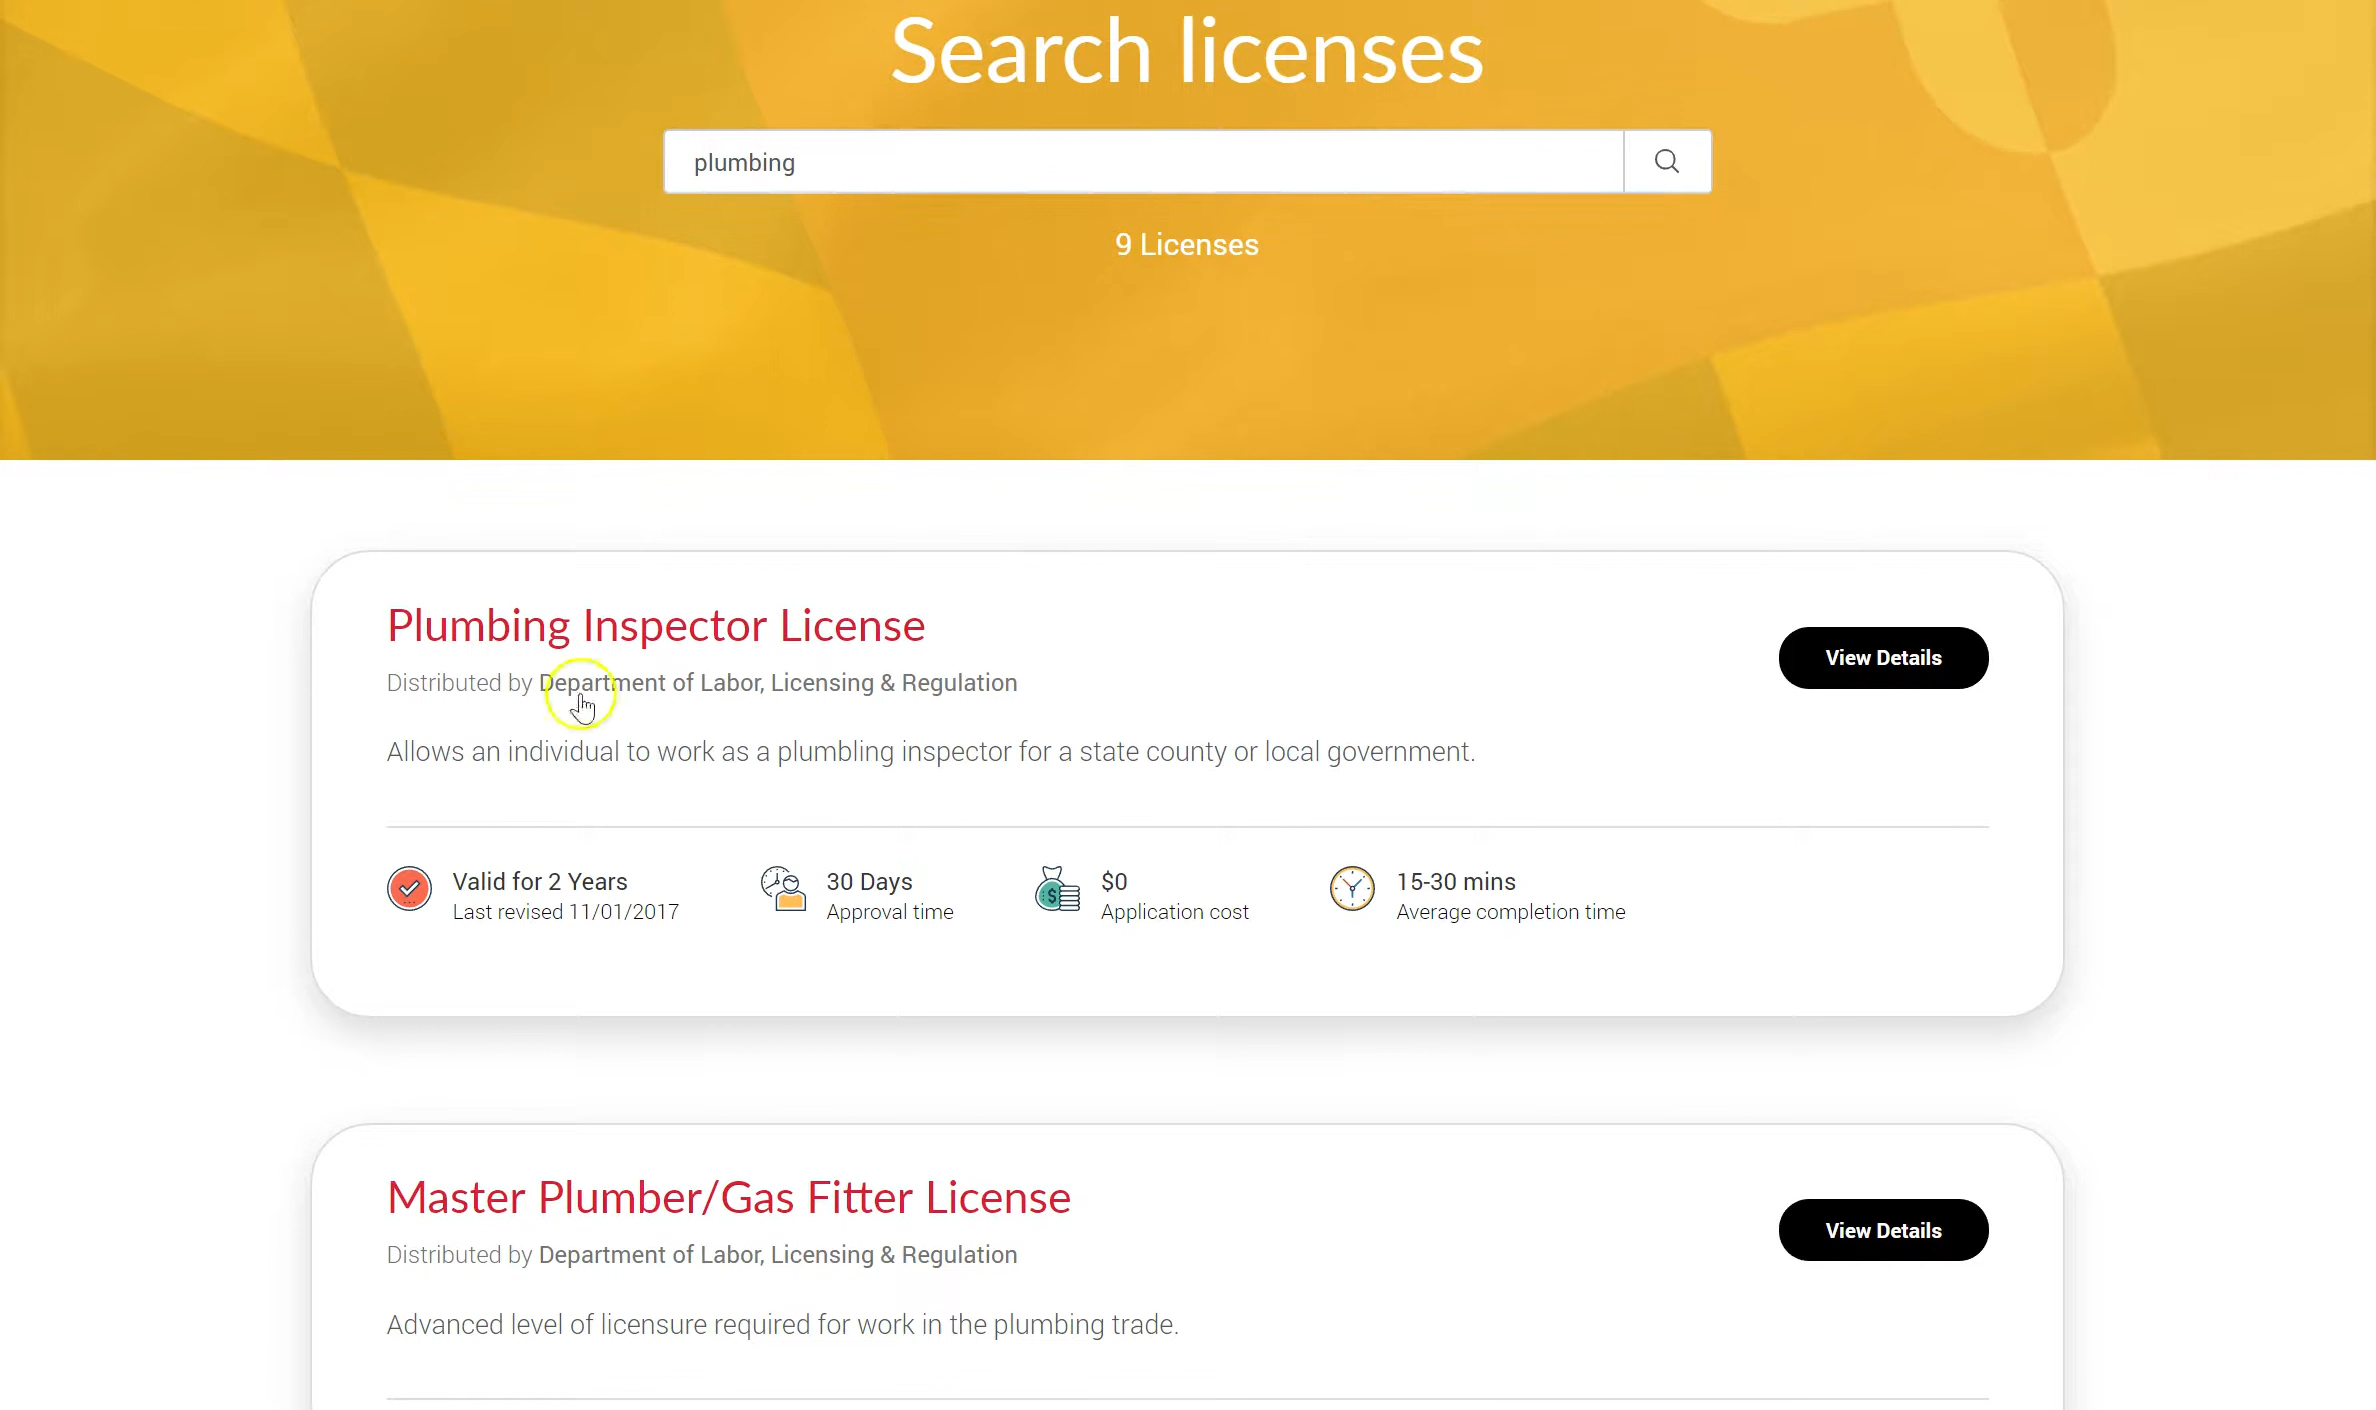 Search licenses
plumbing
9 Licenses
Plumbing Inspector License
View Details
Distributed by Department of Labor, Licensing & Regulation
Allows an individual to work as a plumbling inspector for a state county or local government.
Valid for 2 Years
Last revised 11/01/2017
30 Days
Approval time
$0
Application cost
15-30 mins
Average completion time
Master Plumber/Gas Fitter License
View Details
Distributed by Department of Labor, Licensing & Regulation
Advanced level of licensure required for work in the plumbing trade.